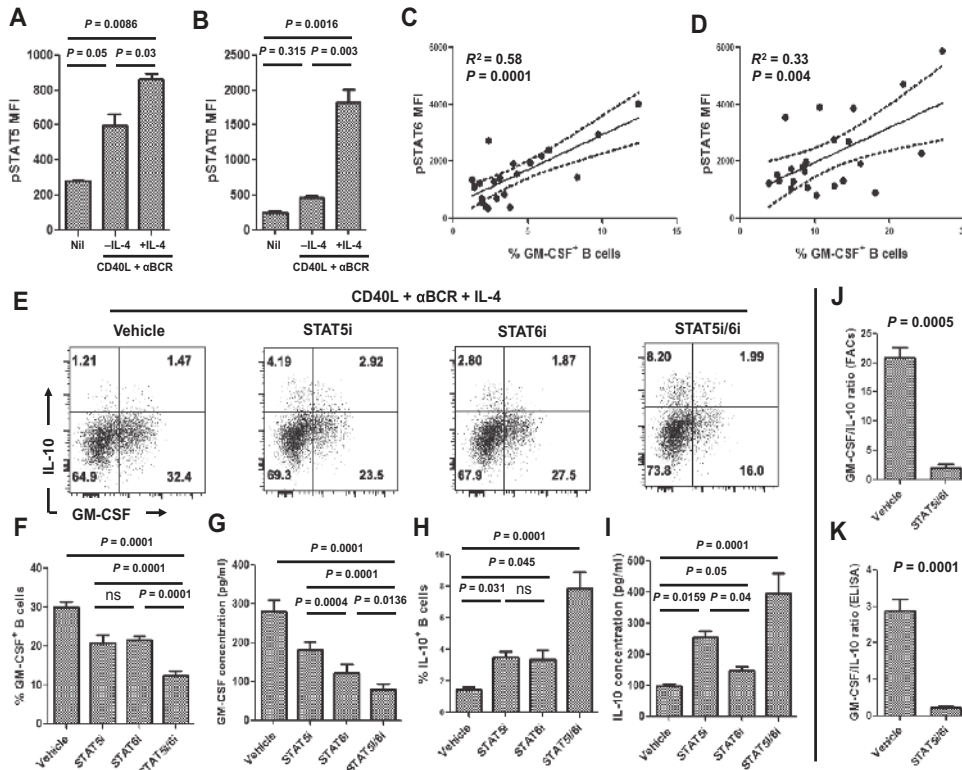 A
P = 0.0086
P = 0.05 P = 0.03
pSTAT5 MFI
1000
800
600
400
200
0
Nil –IL-4 +IL-4
CD40L + αBCR
B
P = 0.0016
P = 0.315 P = 0.003
pSTAT6 MFI
2500
2000
1500
1000
500
0
Nil –IL-4 +IL-4
CD40L + αBCR
C
R² = 0.58
P = 0.0001
pSTAT6 MFI
6000
4000
2000
0
0 5 10 15
% GM-CSF⁺ B cells
D
R² = 0.33
P = 0.004
pSTAT6 MFI
6000
4000
2000
0
0 10 20 30
% GM-CSF⁺ B cells
E
CD40L + αBCR + IL-4
Vehicle STAT5i STAT6i STAT5i/6i
1.21 1.47
64.9 32.4
4.19 2.92
69.3 23.5
2.80 1.87
67.9 27.5
8.20 1.99
73.8 16.0
IL-10
GM-CSF
F
P = 0.0001
P = 0.0001
ns P = 0.0001
% GM-CSF⁺ B cells
40
30
20
10
0
Vehicle STAT5i STAT6i STAT5i/6i
G
P = 0.0001
P = 0.0001
P = 0.0004 P = 0.0136
GM-CSF concentration (pg/ml)
400
300
200
100
0
Vehicle STAT5i STAT6i STAT5i/6i
H
P = 0.0001
P = 0.045
P = 0.031 ns
% IL-10⁺ B cells
10
8
6
4
2
0
Vehicle STAT5i STAT6i STAT5i/6i
I
P = 0.0001
P = 0.05
P = 0.0159 P = 0.04
IL-10 concentration (pg/ml)
500
400
300
200
100
0
Vehicle STAT5i STAT6i STAT5i/6i
J
P = 0.0005
GM-CSF/IL-10 ratio (FACs)
25
20
15
10
5
0
Vehicle STAT5i/6i
K
P = 0.0001
GM-CSF/IL-10 ratio (ELISA)
4
3
2
1
0
Vehicle STAT5i/6i